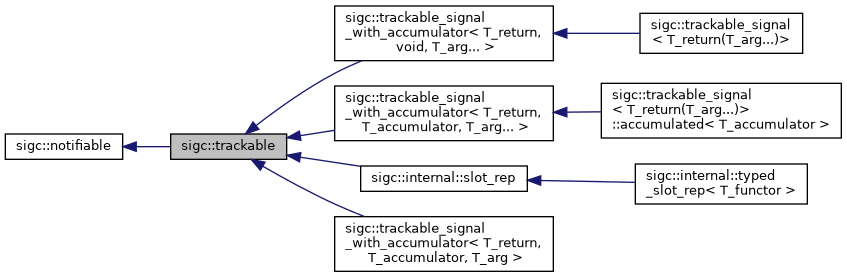 sigc::notifiable
sigc::trackable
sigc::trackable_signal
_with_accumulator< T_return,
void, T_arg... >
sigc::trackable_signal
< T_return(T_arg...)>
sigc::trackable_signal
_with_accumulator< T_return,
T_accumulator, T_arg... >
sigc::trackable_signal
< T_return(T_arg...)>
::accumulated< T_accumulator >
sigc::internal::slot_rep
sigc::internal::typed
_slot_rep< T_functor >
sigc::trackable_signal
_with_accumulator< T_return,
T_accumulator, T_arg >